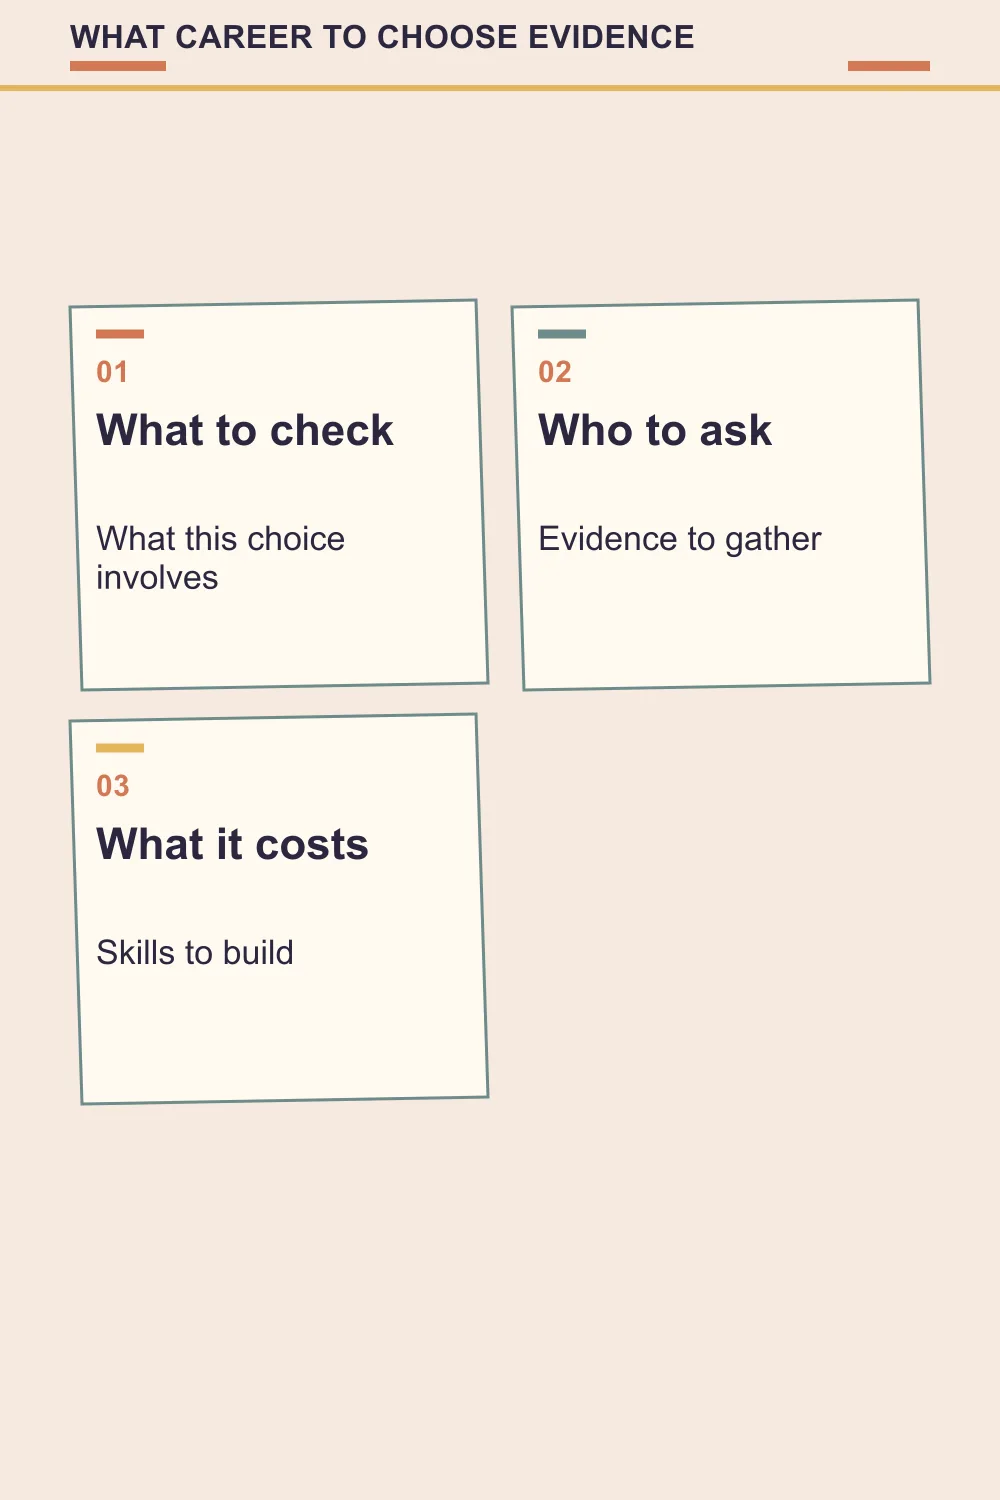 WHAT CAREER TO CHOOSE EVIDENCE
01
What to check
What this choice
involves
02
Who to ask
Evidence to gather
03
What it costs
Skills to build